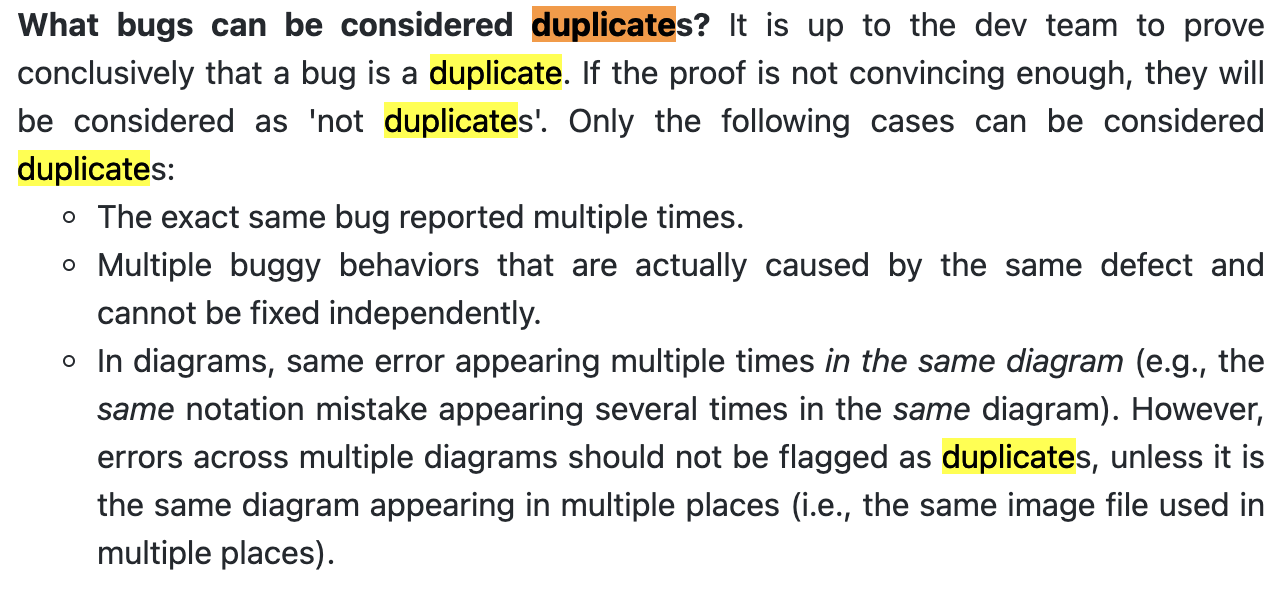 What bugs can be considered duplicates? It is up to the dev team to prove
conclusively that a bug is a duplicate. If the proof is not convincing enough, they will
be considered as 'not duplicates'. Only the following cases can be considered
duplicates:
The exact same bug reported multiple times.
Multiple buggy behaviors that are actually caused by the same defect and
cannot be fixed independently.
In diagrams, same error appearing multiple times in the same diagram (e.g., the
same notation mistake appearing several times in the same diagram). However,
errors across multiple diagrams should not be flagged as duplicates, unless it is
the same diagram appearing in multiple places (i.e., the same image file used in
multiple places).